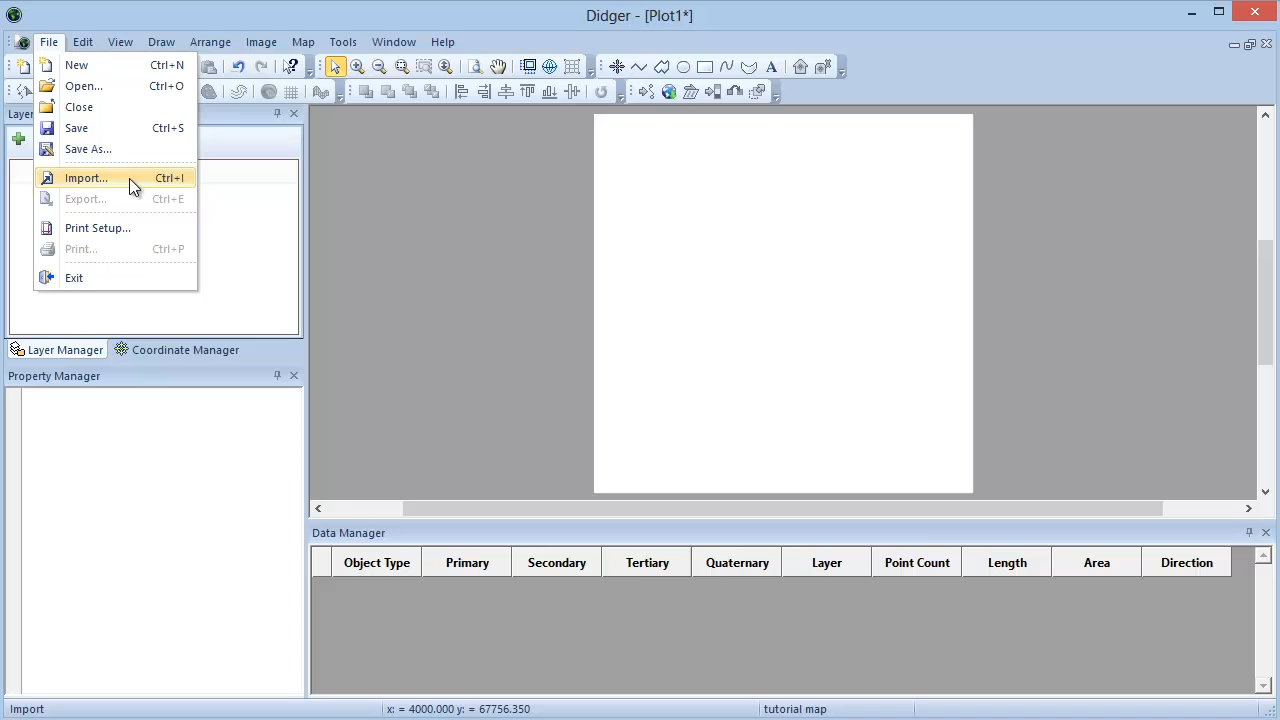 Didger - [Plot1*]
File Edit View Draw Arrange Image Map Tools Window Help
New Ctrl+N
Open... Ctrl+O
Close
Save Ctrl+S
Save As...
Import... Ctrl+I
Export... Ctrl+E
Print Setup...
Print... Ctrl+P
Exit
Layer
Layer Manager Coordinate Manager
Property Manager
Data Manager
Object Type Primary Secondary Tertiary Quaternary Layer Point Count Length Area Direction
Import x: = 4000.000 y: = 67756.350 tutorial map